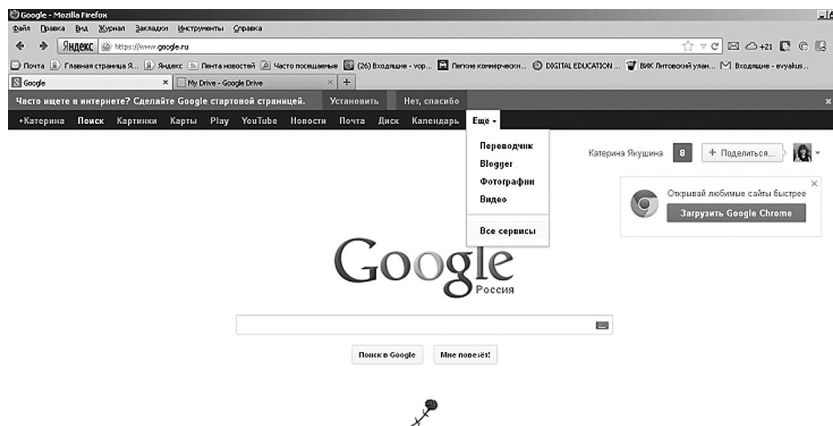 Google - Mozilla Firefox
Файл Правка Вид Журнал Закладки Инструменты Справка
Яндекс https://www.google.ru +21
Почта Главная страница Я... Яндекс Лента новостей Часто посещаемые (26) Входящие - vop... Легкие коммерчески... DIGITAL EDUCATION ... ВИК Литовский улан... Входящие - evyakus...
Google × My Drive - Google Drive × +
Часто ищете в интернете? Сделайте Google стартовой страницей. Установить Нет, спасибо ×
+Катерина Поиск Картинки Карты Play YouTube Новости Почта Диск Календарь Ещё
Переводчик
Blogger
Фотографии
Видео
Все сервисы
Катерина Якушина 8 + Поделиться...
Открывай любимые сайты быстрее ×
Загрузить Google Chrome
Google
Россия
Поиск в Google Мне повезёт!